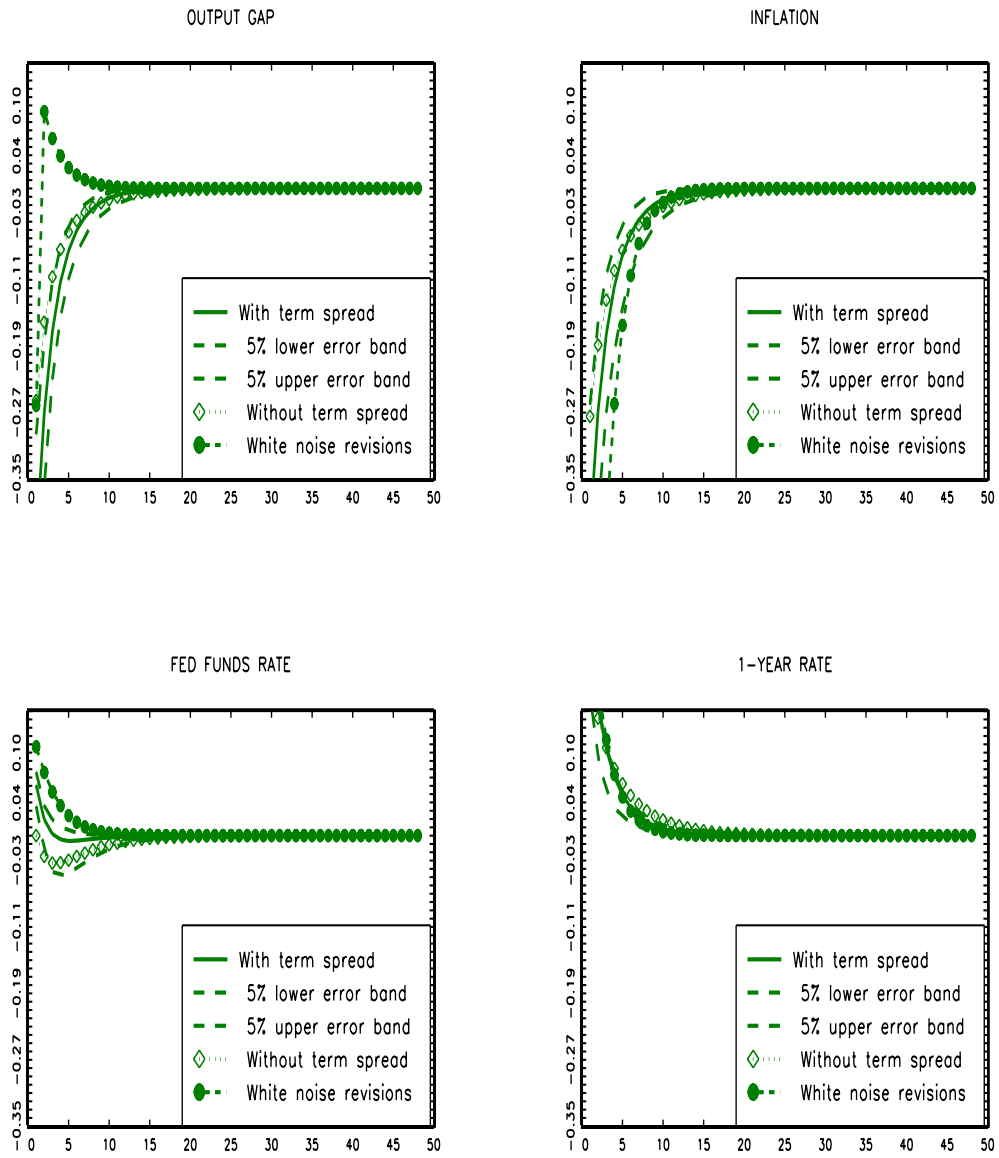 OUTPUT GAP
0.10
0.04
−0.03
−0.11
−0.19
−0.27
−0.35
0 5 10 15 20 25 30 35 40 45 50
With term spread
5% lower error band
5% upper error band
Without term spread
White noise revisions
INFLATION
0.10
0.04
−0.03
−0.11
−0.19
−0.27
−0.35
0 5 10 15 20 25 30 35 40 45 50
With term spread
5% lower error band
5% upper error band
Without term spread
White noise revisions
FED FUNDS RATE
0.10
0.04
−0.03
−0.11
−0.19
−0.27
−0.35
0 5 10 15 20 25 30 35 40 45 50
With term spread
5% lower error band
5% upper error band
Without term spread
White noise revisions
1−YEAR RATE
0.10
0.04
−0.03
−0.11
−0.19
−0.27
−0.35
0 5 10 15 20 25 30 35 40 45 50
With term spread
5% lower error band
5% upper error band
Without term spread
White noise revisions